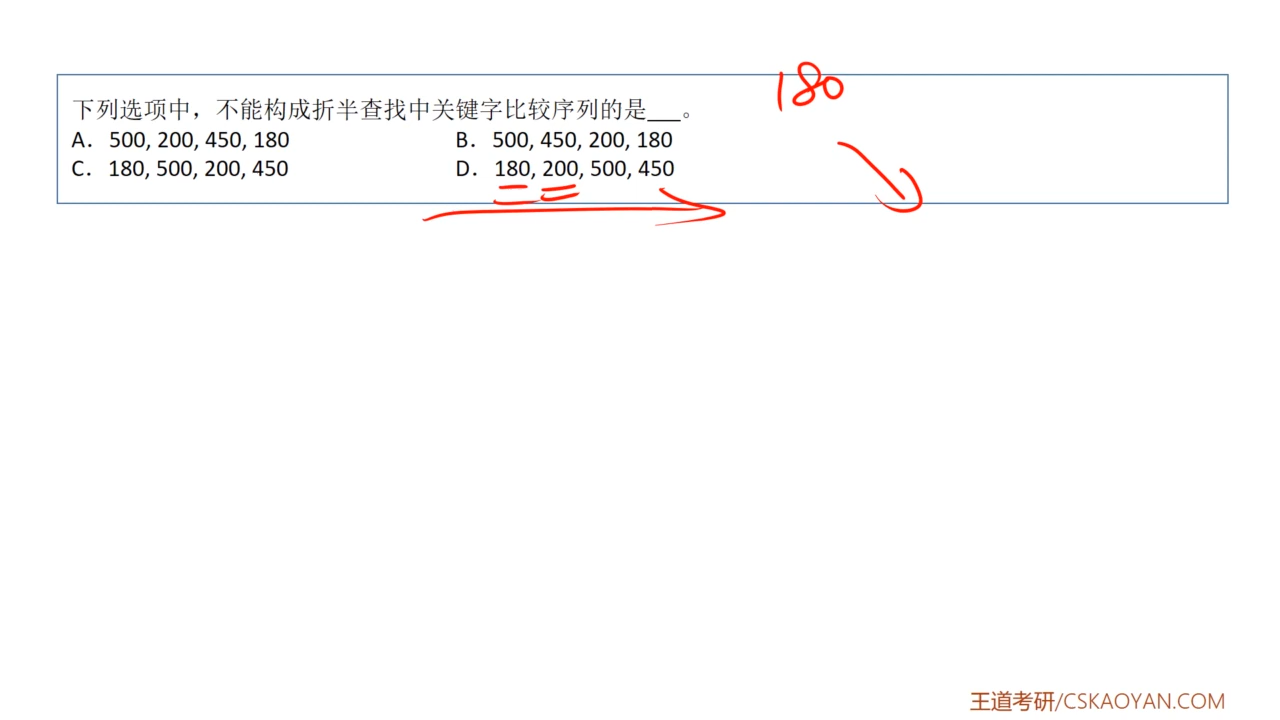 180
下列选项中，不能构成折半查找中关键字比较序列的是___。
A. 500, 200, 450, 180 B. 500, 450, 200, 180
C. 180, 500, 200, 450 D. 180, 200, 500, 450
王道考研/CSKAOYAN.COM